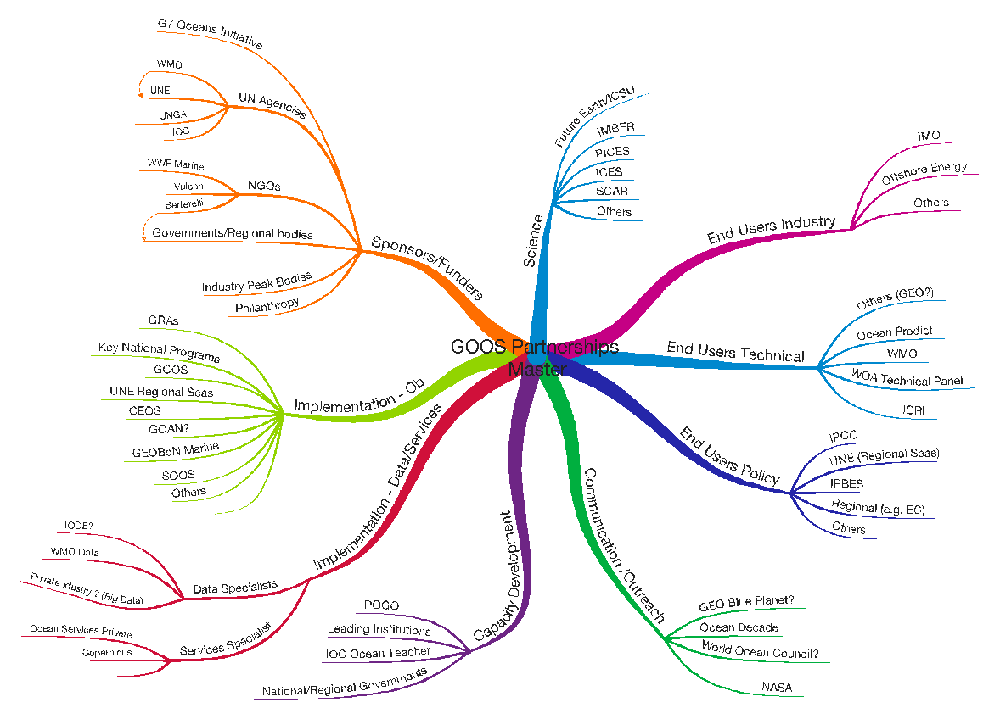 G7 Oceans Initiative
WMO
UNE
UNGA
IOC
UN Agencies
WWF Marine
Vulcan
Berterelli
NGOs
Governments/Regional bodies
Industry Peak Bodies
Philanthropy
Sponsors/Funders
Future Earth/ICSU
IMBER
PICES
ICES
SCAR
Others
Science
IMO
Offshore Energy
Others
End Users Industry
GOOS Partnerships
Master
Others (GEO?)
Ocean Predict
WMO
WOA Technical Panel
ICRI
End Users Technical
GRAs
Key National Programs
GCOS
UNE Regional Seas
CEOS
GOAN?
GEOBoN Marine
SOOS
Others
Implementation - Ob
IPCC
UNE (Regional Seas)
IPBES
Regional (e.g. EC)
Others
End Users Policy
IODE?
WMO Data
Private Idustry ? (Big Data)
Data Specialists
Ocean Services Private
Copernicus
Services Specialist
Implementation - Data/Services
POGO
Leading Institutions
IOC Ocean Teacher
National/Regional Governments
Capacity Development
GEO Blue Planet?
Ocean Decade
World Ocean Council?
NASA
Communication /Outreach